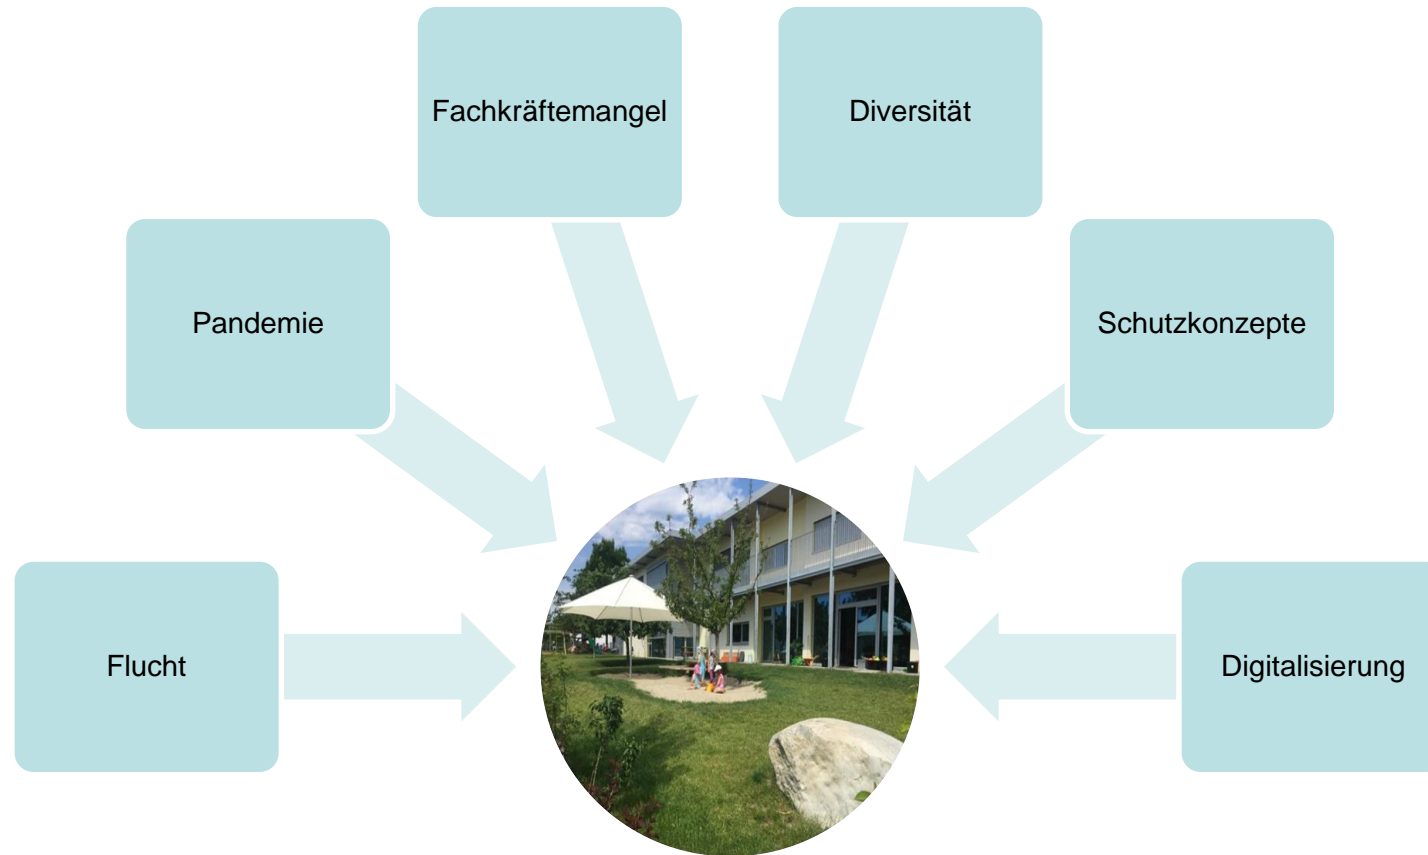 Fachkräftemangel
Diversität
Pandemie
Schutzkonzepte
Flucht
Digitalisierung